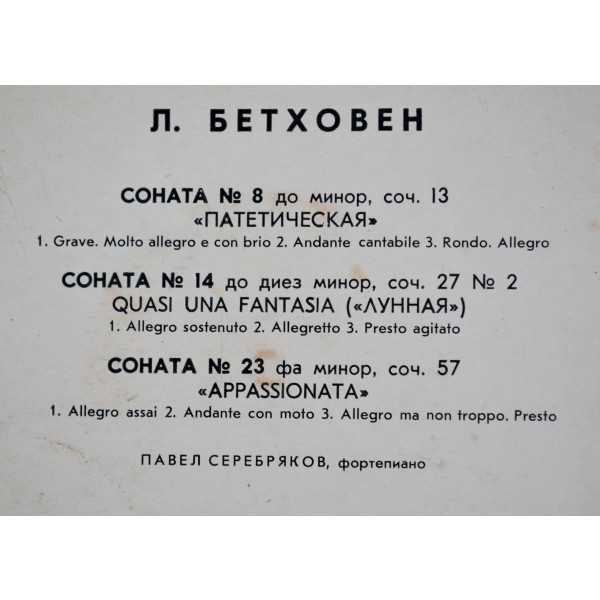 Л. БЕТХОВЕН
СОНАТА № 8 до минор, соч. 13
«ПАТЕТИЧЕСКАЯ»
1. Grave. Molto allegro e con brio 2. Andante cantabile 3. Rondo. Allegro
СОНАТА № 14 до диез минор, соч. 27 № 2
QUASI UNA FANTASIA («ЛУННАЯ»)
1. Allegro sostenuto 2. Allegretto 3. Presto agitato
СОНАТА № 23 фа минор, соч. 57
«APPASSIONATA»
1. Allegro assai 2. Andante con moto 3. Allegro ma non troppo. Presto
ПАВЕЛ СЕРЕБРЯКОВ, фортепиано